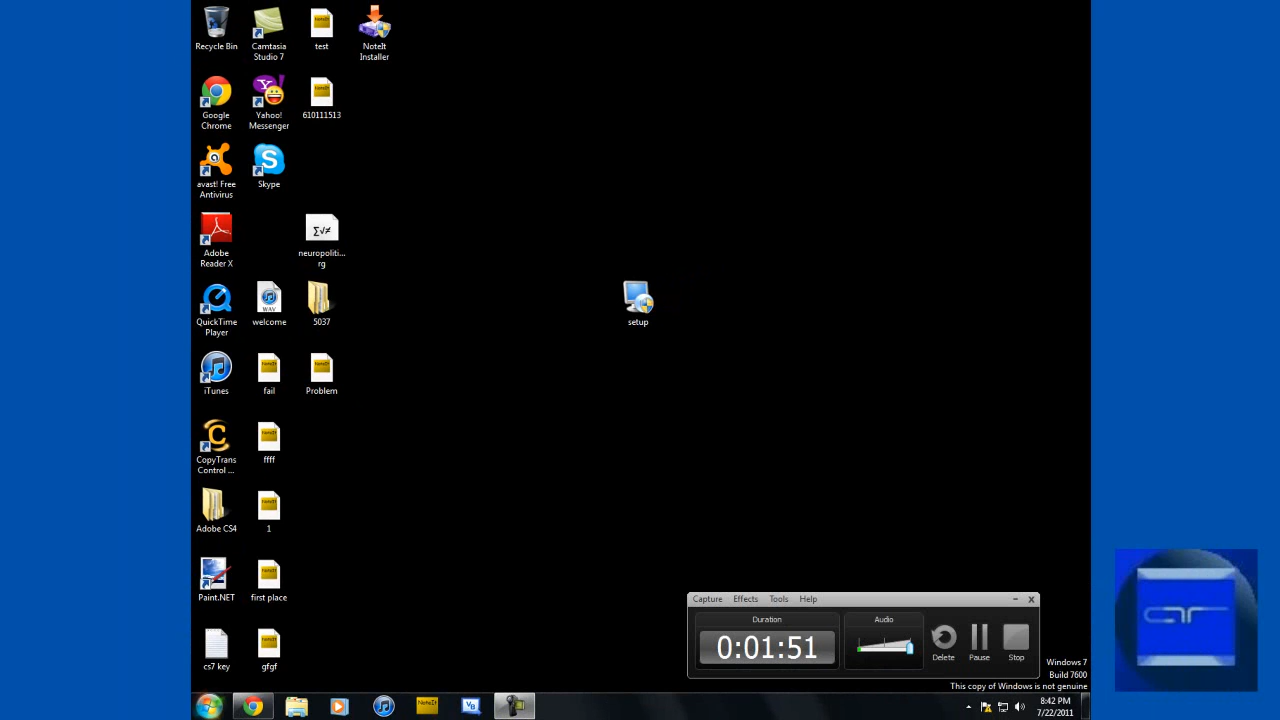 Recycle Bin
Camtasia
Studio 7
test
NoteIt
Installer
Google
Chrome
Yahoo!
Messenger
610111513
avast! Free
Antivirus
Skype
Adobe
Reader X
neuropoliti...
rg
QuickTime
Player
welcome
5037
setup
iTunes
fail
Problem
CopyTrans
Control ...
ffff
Adobe CS4
1
Paint.NET
first place
cs7 key
gfgf
Capture Effects Tools Help
Duration
0:01:51
Audio
Delete
Pause
Stop
Windows 7
Build 7600
This copy of Windows is not genuine
NoteIt
VB
8:42 PM
7/22/2011